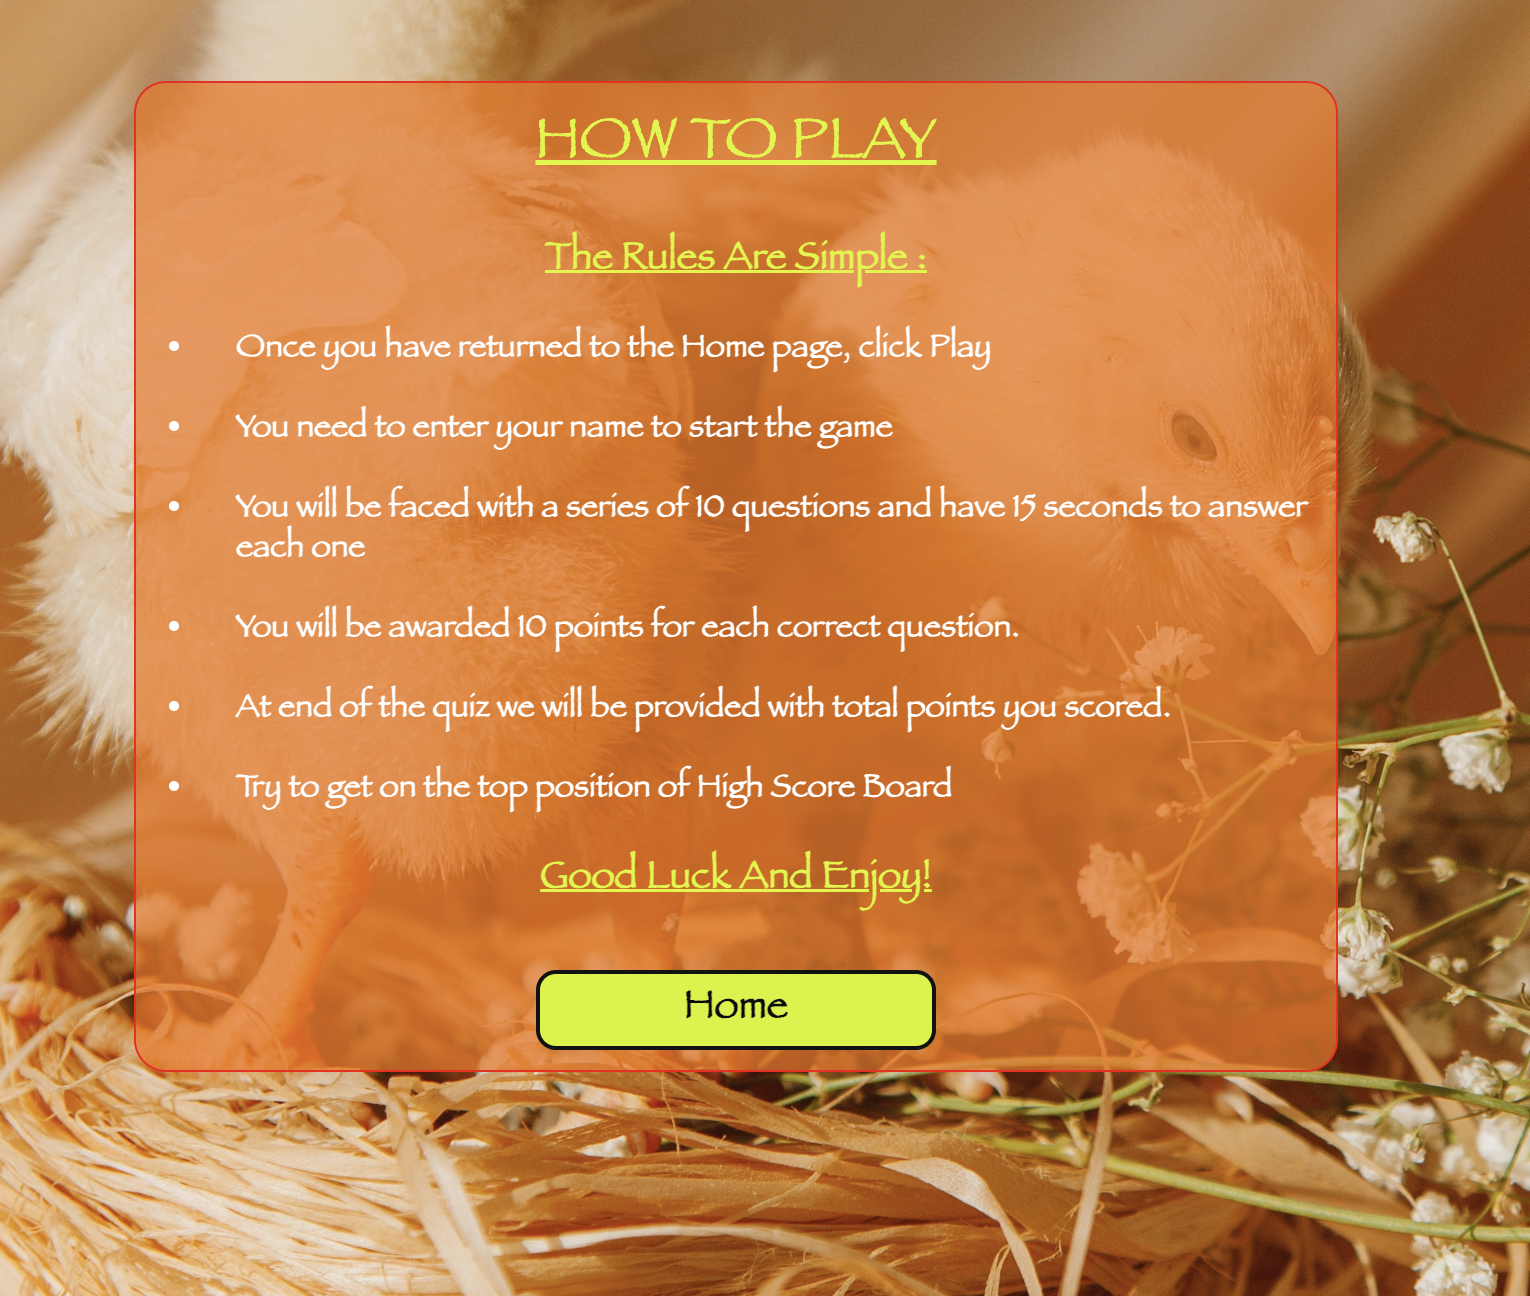 HOW TO PLAY
The Rules Are Simple :
• Once you have returned to the Home page, click Play
• You need to enter your name to start the game
• You will be faced with a series of 10 questions and have 15 seconds to answer
each one
• You will be awarded 10 points for each correct question.
• At end of the quiz we will be provided with total points you scored.
• Try to get on the top position of High Score Board
Good Luck And Enjoy!
Home